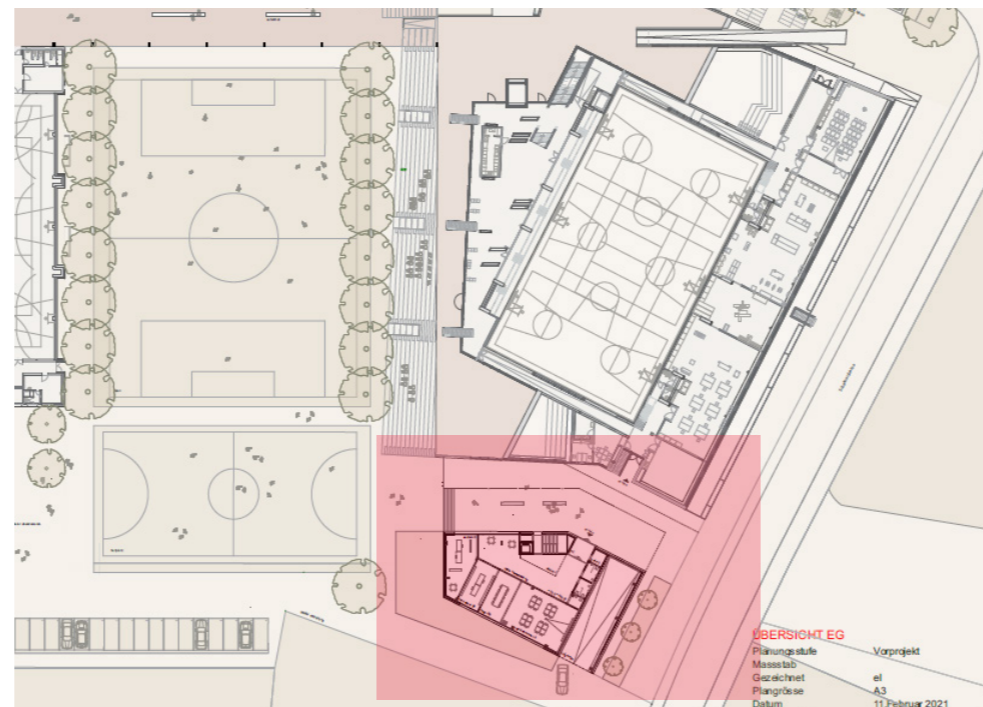 ÜBERSICHT EG
Planungsstufe Vorprojekt
Massstab
Gezeichnet el
Plangrösse A3
Datum 11.Februar 2021